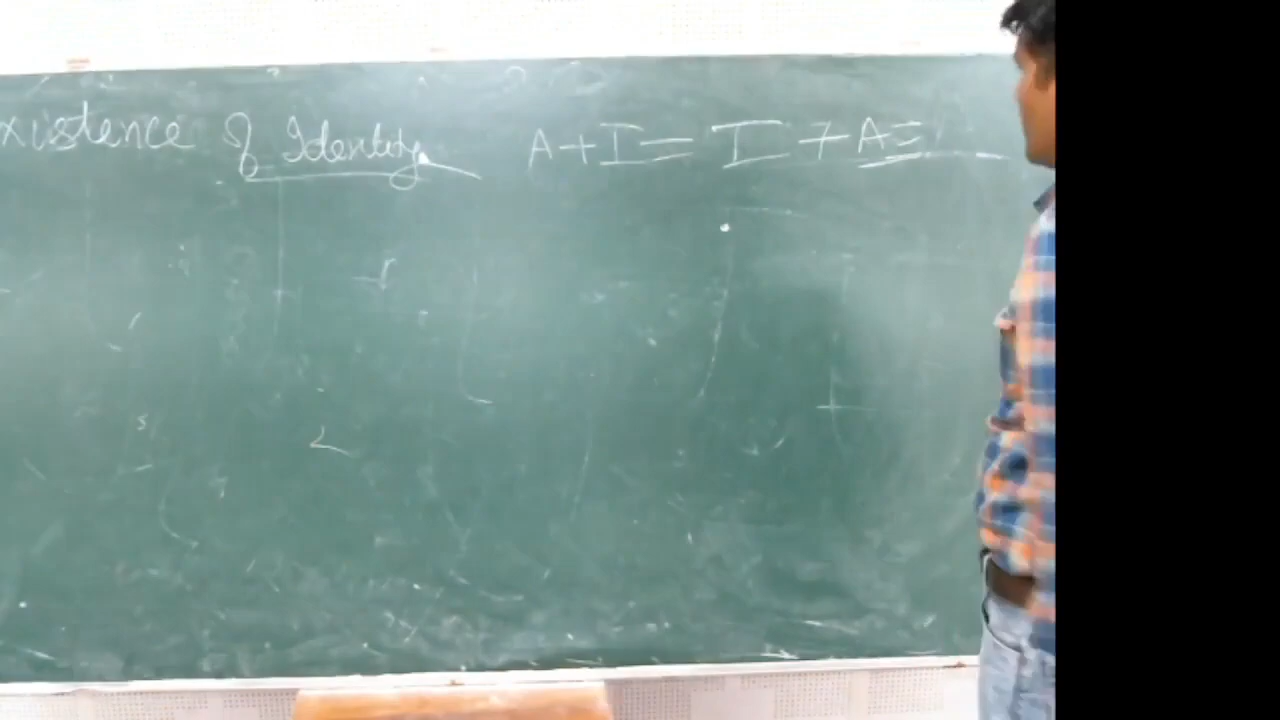 xistence of Identity A + I = I + A =